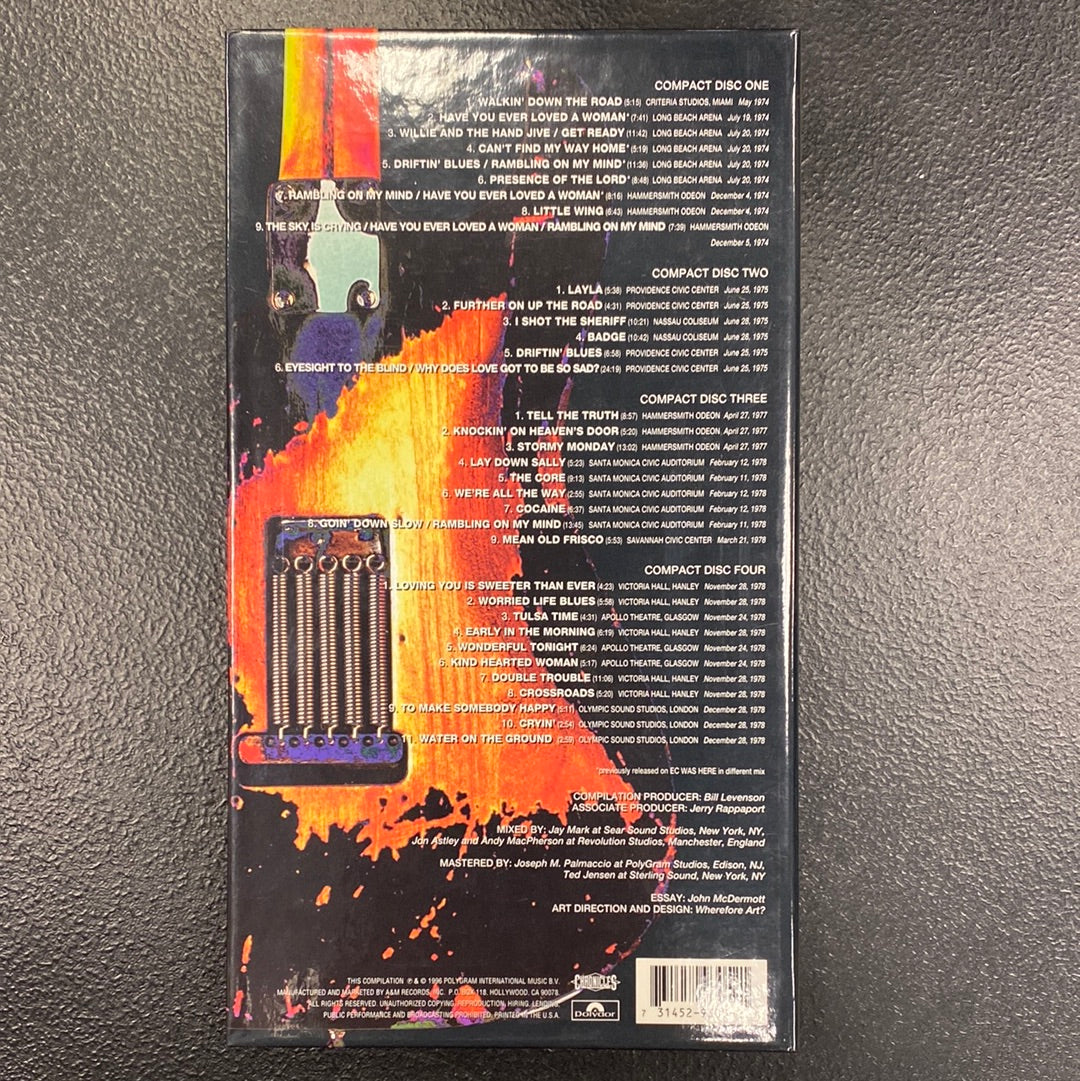 COMPACT DISC ONE
1. WALKIN' DOWN THE ROAD (5:15) CRITERIA STUDIOS, MIAMI May 1974
2. HAVE YOU EVER LOVED A WOMAN* (7:41) LONG BEACH ARENA July 19, 1974
3. WILLIE AND THE HAND JIVE / GET READY (11:42) LONG BEACH ARENA July 20, 1974
4. CAN'T FIND MY WAY HOME* (5:19) LONG BEACH ARENA July 20, 1974
5. DRIFTIN' BLUES / RAMBLING ON MY MIND* (11:36) LONG BEACH ARENA July 20, 1974
6. PRESENCE OF THE LORD* (8:48) LONG BEACH ARENA July 20, 1974
7. RAMBLING ON MY MIND / HAVE YOU EVER LOVED A WOMAN* (8:16) HAMMERSMITH ODEON December 4, 1974
8. LITTLE WING (6:43) HAMMERSMITH ODEON December 4, 1974
9. THE SKY IS CRYING / HAVE YOU EVER LOVED A WOMAN / RAMBLING ON MY MIND (7:39) HAMMERSMITH ODEON
December 5, 1974
COMPACT DISC TWO
1. LAYLA (5:38) PROVIDENCE CIVIC CENTER June 25, 1975
2. FURTHER ON UP THE ROAD (4:31) PROVIDENCE CIVIC CENTER June 25, 1975
3. I SHOT THE SHERIFF (10:21) NASSAU COLISEUM June 28, 1975
4. BADGE (10:42) NASSAU COLISEUM June 28, 1975
5. DRIFTIN' BLUES (6:58) PROVIDENCE CIVIC CENTER June 25, 1975
6. EYESIGHT TO THE BLIND / WHY DOES LOVE GOT TO BE SO SAD? (24:19) PROVIDENCE CIVIC CENTER June 25, 1975
COMPACT DISC THREE
1. TELL THE TRUTH (8:57) HAMMERSMITH ODEON April 27, 1977
2. KNOCKIN' ON HEAVEN'S DOOR (5:20) HAMMERSMITH ODEON April 27, 1977
3. STORMY MONDAY (13:02) HAMMERSMITH ODEON April 27, 1977
4. LAY DOWN SALLY (5:23) SANTA MONICA CIVIC AUDITORIUM February 12, 1978
5. THE CORE (9:13) SANTA MONICA CIVIC AUDITORIUM February 11, 1978
6. WE'RE ALL THE WAY (2:55) SANTA MONICA CIVIC AUDITORIUM February 11, 1978
7. COCAINE (6:37) SANTA MONICA CIVIC AUDITORIUM February 12, 1978
8. GOIN' DOWN SLOW / RAMBLING ON MY MIND (13:45) SANTA MONICA CIVIC AUDITORIUM February 11, 1978
9. MEAN OLD FRISCO (5:53) SAVANNAH CIVIC CENTER March 21, 1978
COMPACT DISC FOUR
1. LOVING YOU IS SWEETER THAN EVER (4:23) VICTORIA HALL, HANLEY November 28, 1978
2. WORRIED LIFE BLUES (5:58) VICTORIA HALL, HANLEY November 28, 1978
3. TULSA TIME (4:31) APOLLO THEATRE, GLASGOW November 24, 1978
4. EARLY IN THE MORNING (6:19) VICTORIA HALL, HANLEY November 28, 1978
5. WONDERFUL TONIGHT (6:24) APOLLO THEATRE, GLASGOW November 24, 1978
6. KIND HEARTED WOMAN (5:17) APOLLO THEATRE, GLASGOW November 24, 1978
7. DOUBLE TROUBLE (11:06) VICTORIA HALL, HANLEY November 28, 1978
8. CROSSROADS (5:20) VICTORIA HALL, HANLEY November 28, 1978
9. TO MAKE SOMEBODY HAPPY (5:11) OLYMPIC SOUND STUDIOS, LONDON December 28, 1978
10. CRYIN' (2:54) OLYMPIC SOUND STUDIOS, LONDON December 28, 1978
11. WATER ON THE GROUND (2:59) OLYMPIC SOUND STUDIOS, LONDON December 28, 1978
*previously released on EC WAS HERE in different mix
COMPILATION PRODUCER: Bill Levenson
ASSOCIATE PRODUCER: Jerry Rappaport
MIXED BY: Jay Mark at Sear Sound Studios, New York, NY,
Jon Astley and Andy MacPherson at Revolution Studios, Manchester, England
MASTERED BY: Joseph M. Palmaccio at PolyGram Studios, Edison, NJ,
Ted Jensen at Sterling Sound, New York, NY
ESSAY: John McDermott
ART DIRECTION AND DESIGN: Wherefore Art?
THIS COMPILATION ℗ & © 1996 POLYGRAM INTERNATIONAL MUSIC B.V.
MANUFACTURED AND MARKETED BY A&M RECORDS, INC. P.O. BOX 118, HOLLYWOOD, CA 90078.
ALL RIGHTS RESERVED. UNAUTHORIZED COPYING, REPRODUCTION, HIRING, LENDING,
PUBLIC PERFORMANCE AND BROADCASTING PROHIBITED. PRINTED IN THE U.S.A.
CHRONICLES
Polydor
7 31452-9